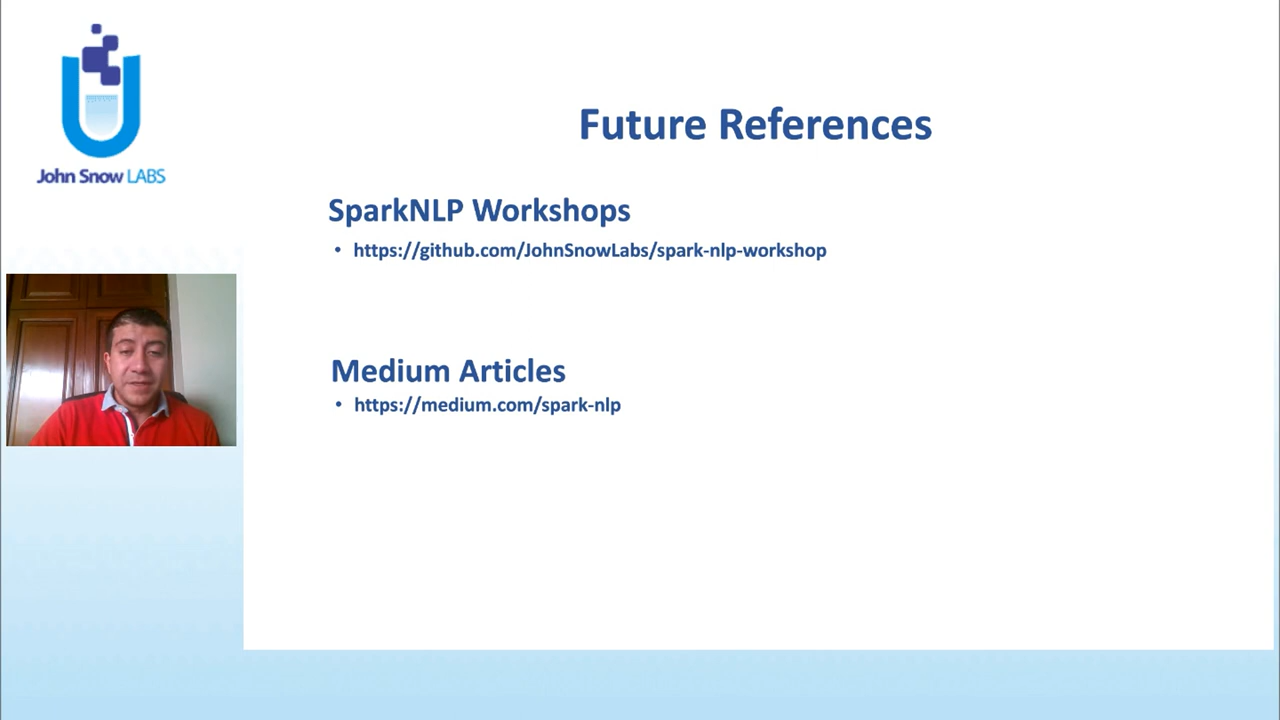 John Snow LABS
Future References
SparkNLP Workshops
• https://github.com/JohnSnowLabs/spark-nlp-workshop
Medium Articles
• https://medium.com/spark-nlp